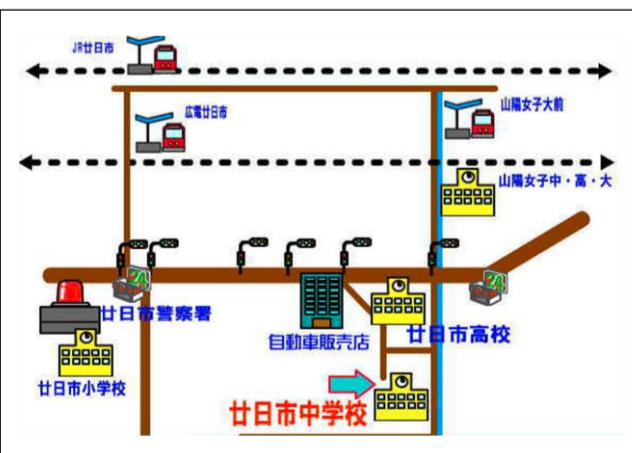 JR廿日市
広電廿日市
山陽女子大前
山陽女子中・高・大
24
24
廿日市警察署
自動車販売店
廿日市高校
廿日市小学校
廿日市中学校